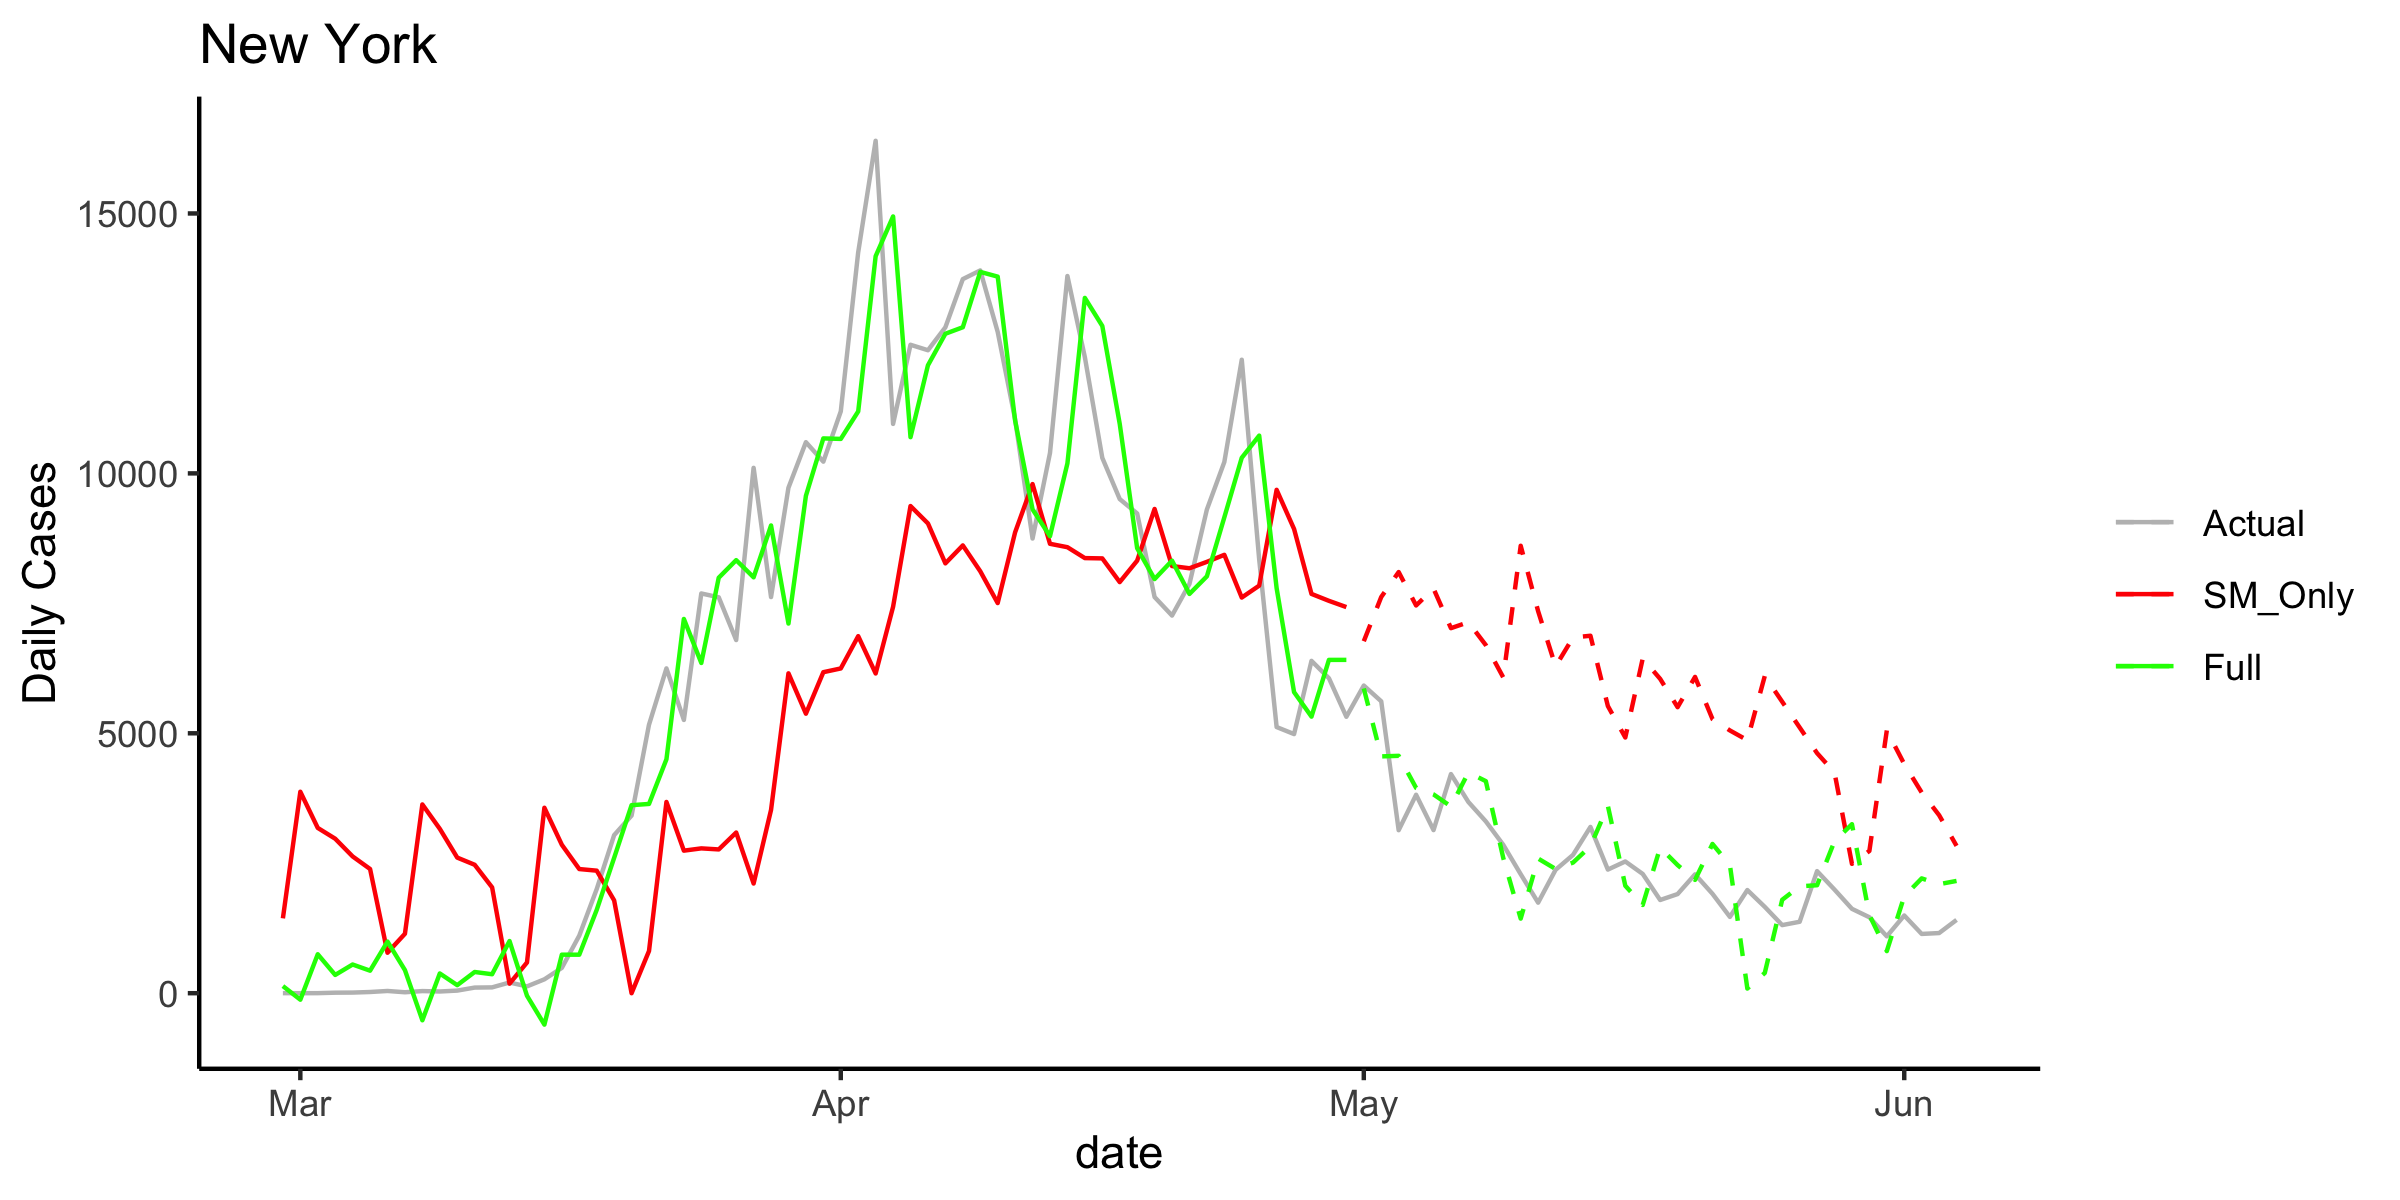 New York
Daily Cases
15000
10000
5000
0
Mar Apr May Jun
date
Actual
SM_Only
Full